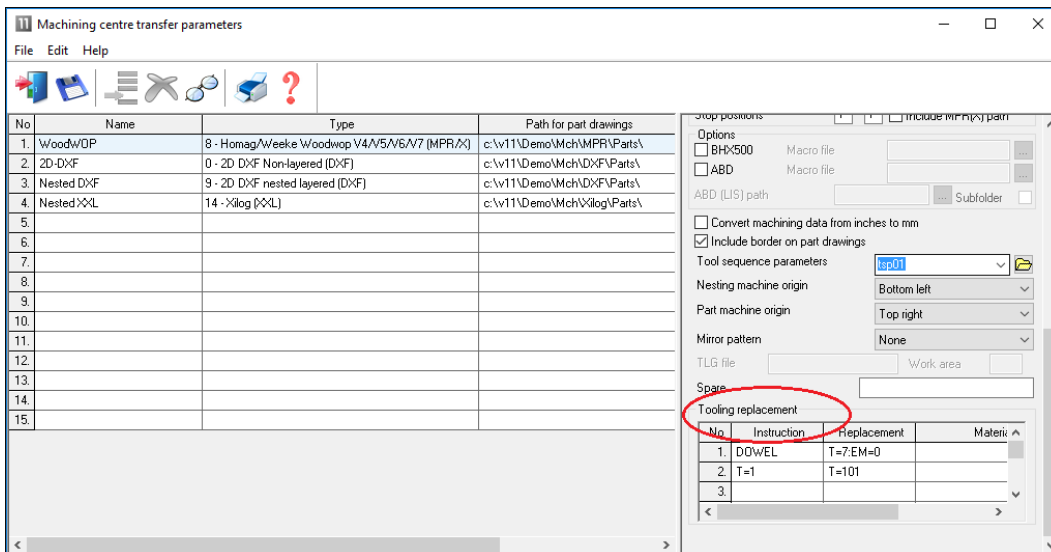 Machining centre transfer parameters
File Edit Help
No Name Type Path for part drawings
1. WoodWOP 8 - Homag/Weeke Woodwop V4/V5/V6/V7 (MPR/X) c:\v11\Demo\Mch\MPR\Parts\
2. 2D-DXF 0 - 2D DXF Non-layered (DXF) c:\v11\Demo\Mch\DXF\Parts\
3. Nested DXF 9 - 2D DXF nested layered (DXF) c:\v11\Demo\Mch\DXF\Parts\
4. Nested XXL 14 - Xilog (XXL) c:\v11\Demo\Mch\Xilog\Parts\
5.
6.
7.
8.
9.
10.
11.
12.
13.
14.
15.
Stop positions Include MPR(X) path
Options
BHX500 Macro file ...
ABD Macro file ...
ABD (LIS) path ... Subfolder
Convert machining data from inches to mm
Include border on part drawings
Tool sequence parameters tsp01
Nesting machine origin Bottom left
Part machine origin Top right
Mirror pattern None
TLG file Work area
Spare
Tooling replacement
No Instruction Replacement Materia
1. DOWEL T=7:EM=0
2. T=1 T=101
3.